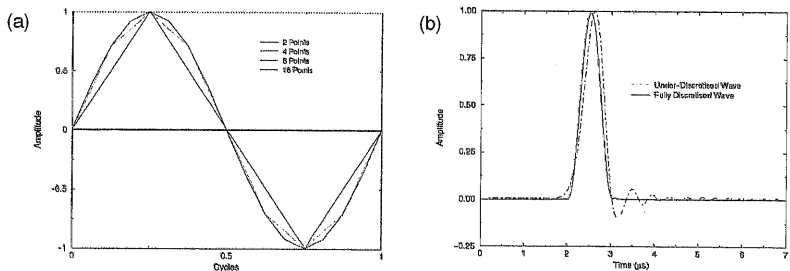 (a)
1
0.5
0
-0.5
-1
Amplitude
0
0.5
1
Cycles
2 Points
4 Points
8 Points
16 Points
(b)
1.00
0.75
0.50
0.25
0.00
-0.25
Amplitude
0
1
2
3
4
5
6
7
Time (µs)
Under-Discretised Wave
Fully Discretised Wave